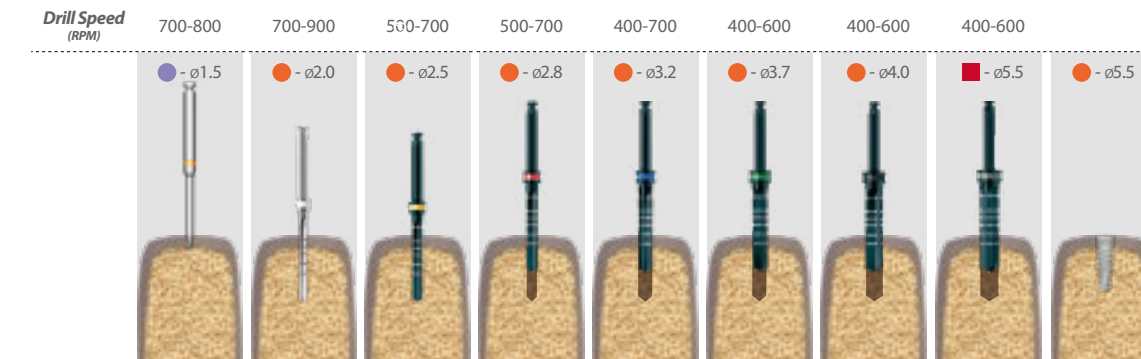 Drill Speed 700-800 700-900 500-700 500-700 400-700 400-600 400-600 400-600
(RPM)
- ø1.5 - ø2.0 - ø2.5 - ø2.8 - ø3.2 - ø3.7 - ø4.0 - ø5.5 - ø5.5